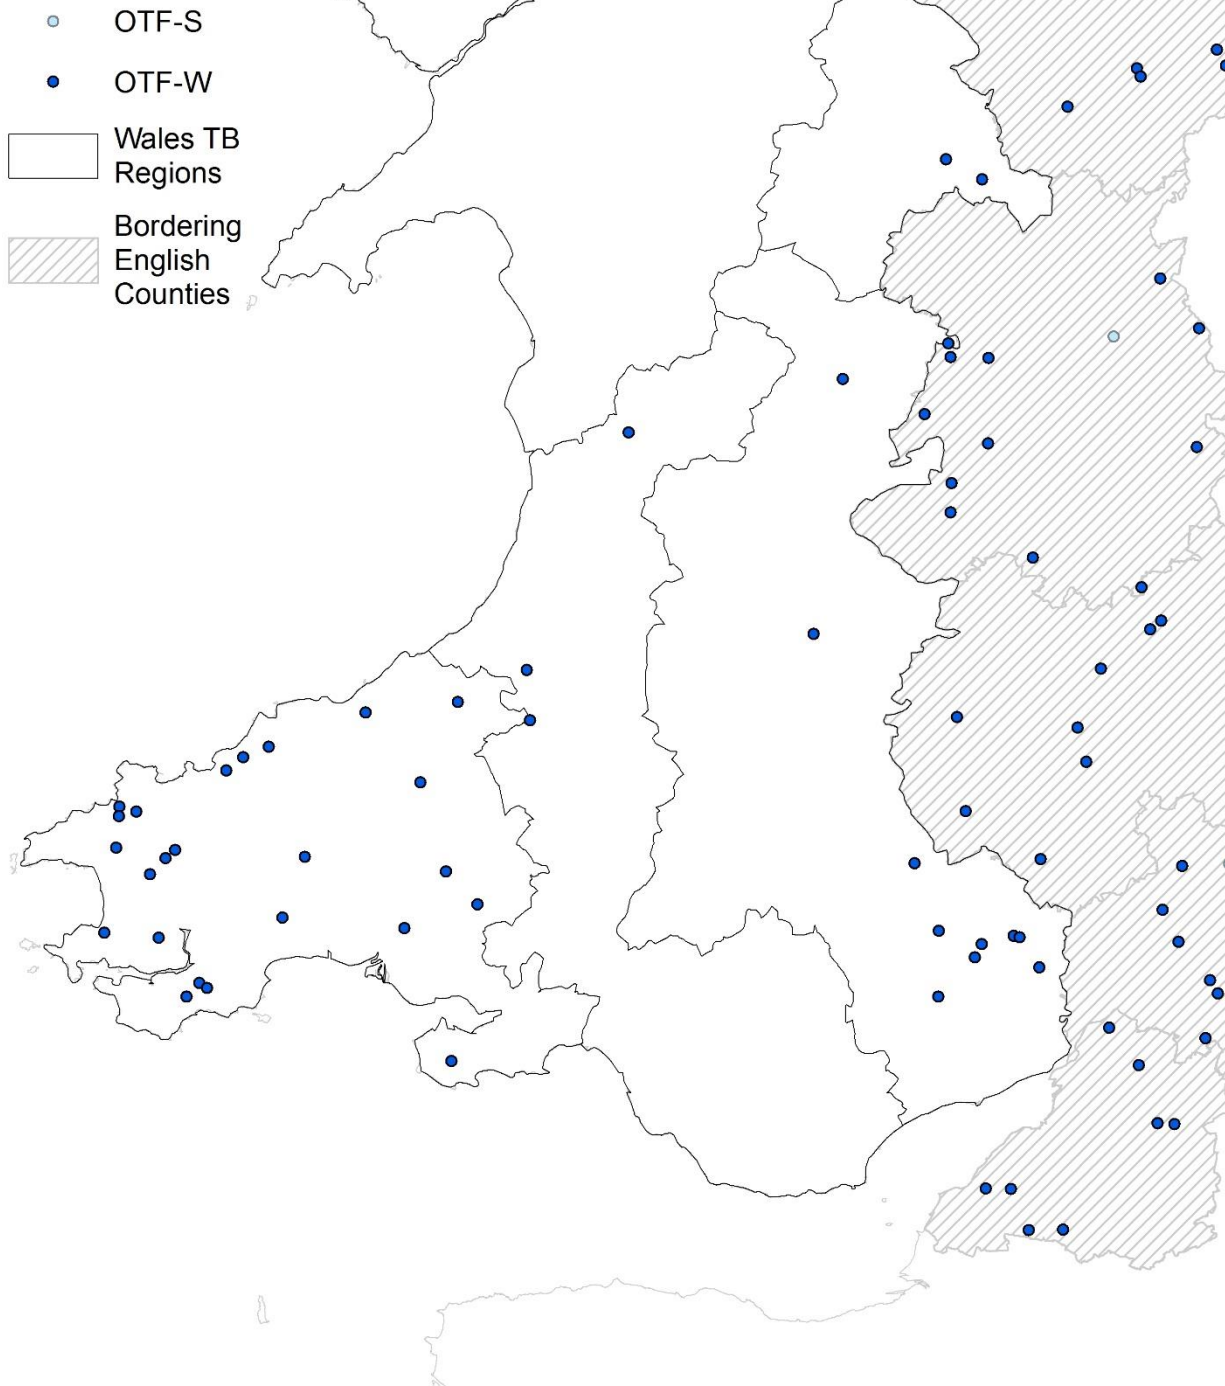 OTF-S
OTF-W
Wales TB
Regions
Bordering
English
Counties